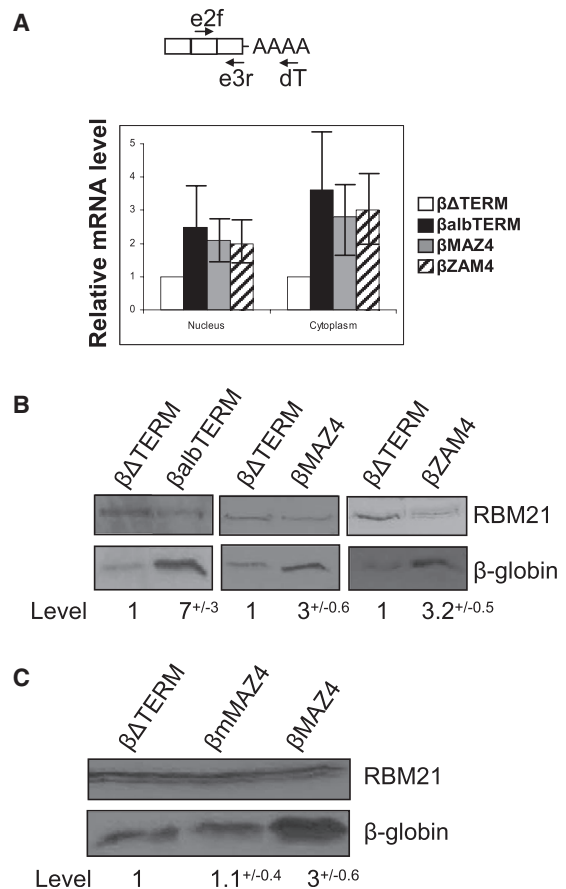 A
e2f
AAAA
e3r dT
Relative mRNA level
5
4
3
2
1
0
Nucleus Cytoplasm
βΔTERM
βalbTERM
βMAZ4
βZAM4
B
βΔTERM βalbTERM βΔTERM βMAZ4 βΔTERM βZAM4
RBM21
β-globin
Level 1 7+/-3 1 3+/-0.6 1 3.2+/-0.5
C
βΔTERM βmMAZ4 βMAZ4
RBM21
β-globin
Level 1 1.1+/-0.4 3+/-0.6